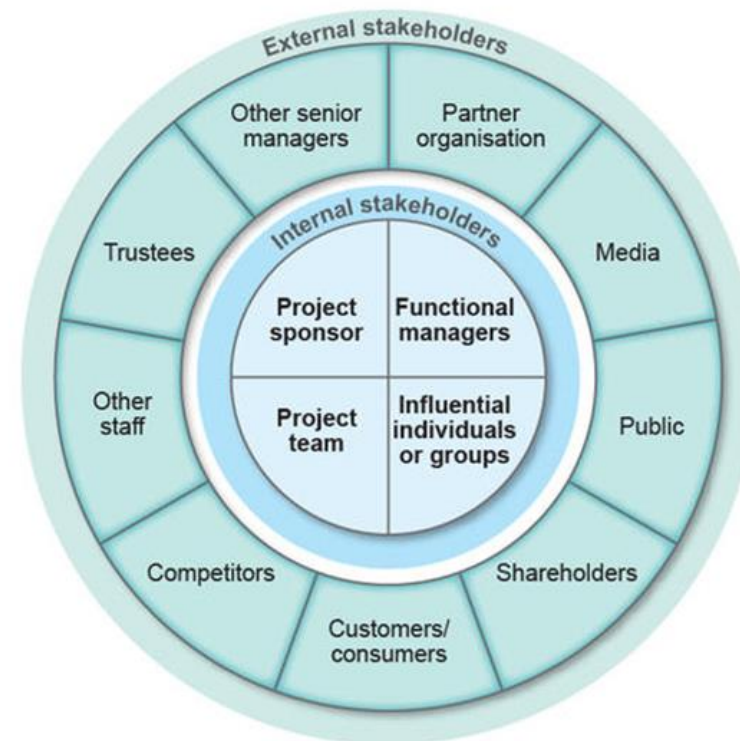 External stakeholders
Other senior
managers
Partner
organisation
Trustees
Media
Internal stakeholders
Project
sponsor
Functional
managers
Other
staff
Project
team
Influential
individuals
or groups
Public
Competitors
Shareholders
Customers/
consumers